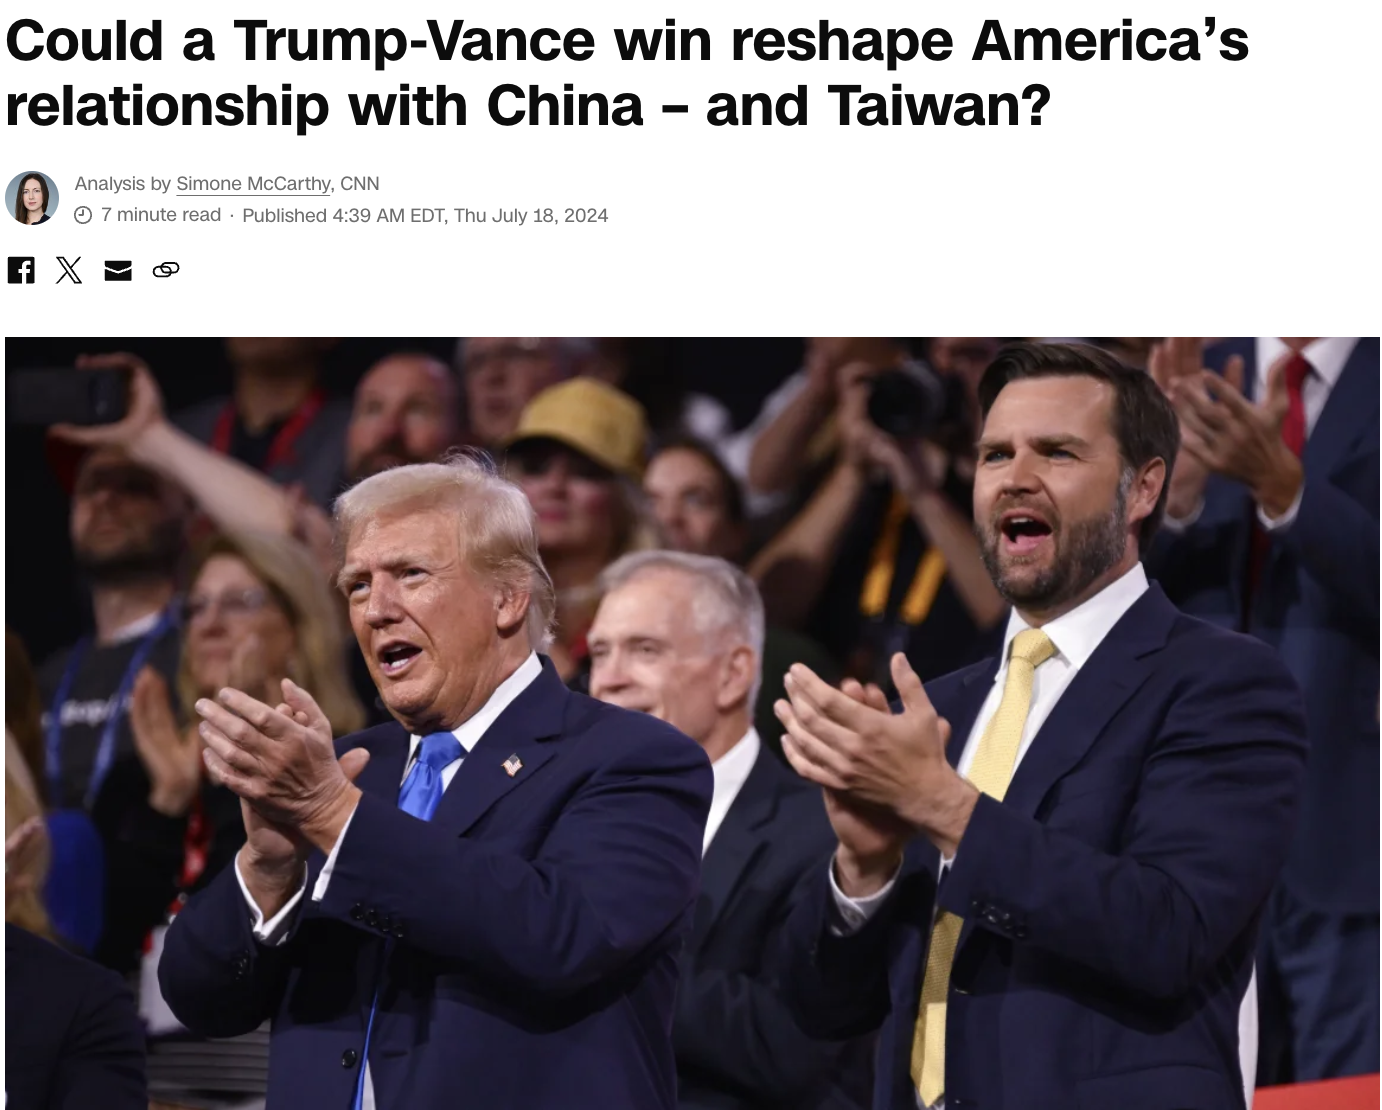 Could a Trump-Vance win reshape America’s
relationship with China – and Taiwan?
Analysis by Simone McCarthy, CNN
7 minute read · Published 4:39 AM EDT, Thu July 18, 2024